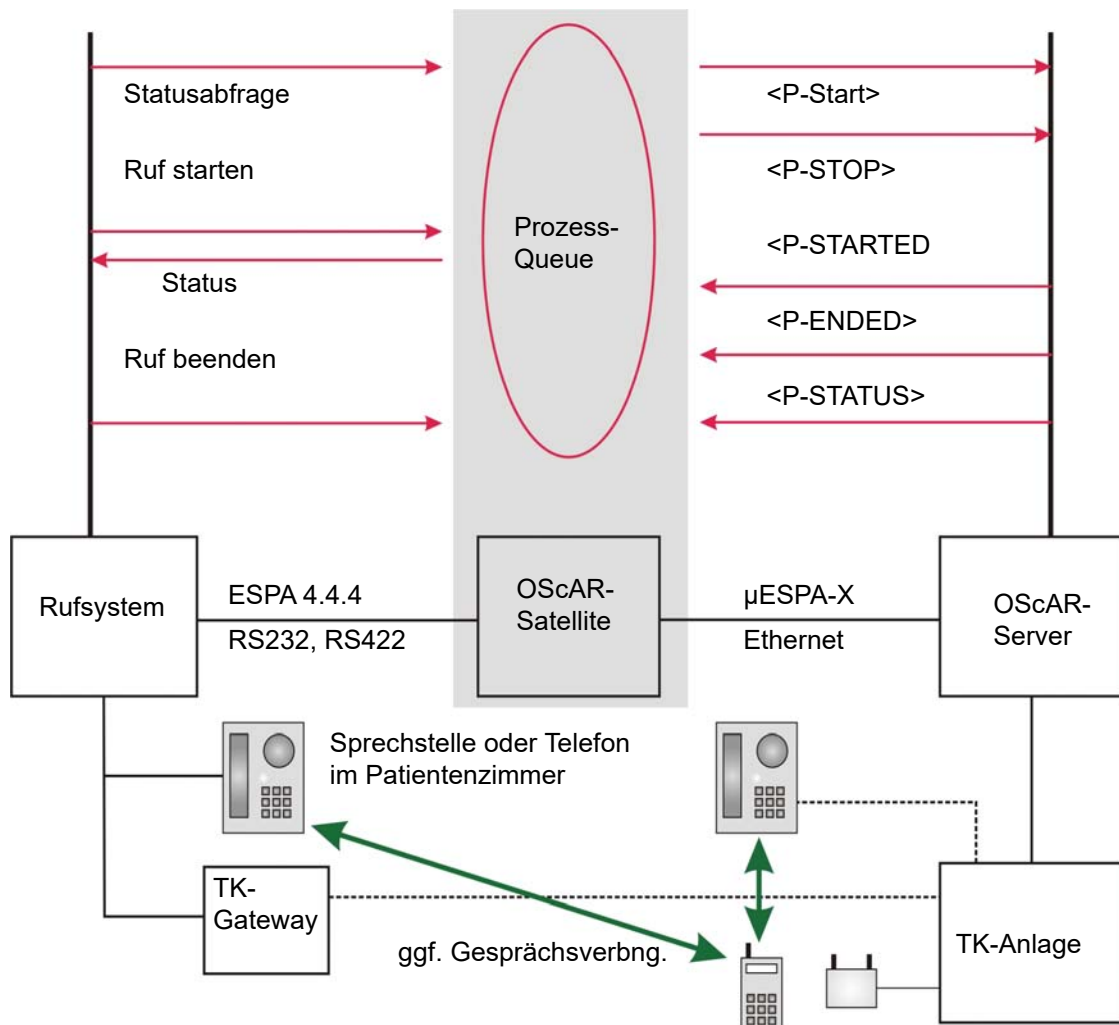 Statusabfrage
<P-Start>
Ruf starten
<P-STOP>
Prozess-
Queue
<P-STARTED
Status
<P-ENDED>
Ruf beenden
<P-STATUS>
Rufsystem
ESPA 4.4.4
RS232, RS422
OScAR-
Satellite
µESPA-X
Ethernet
OScAR-
Server
Sprechstelle oder Telefon
im Patientenzimmer
TK-
Gateway
ggf. Gesprächsverbng.
TK-Anlage